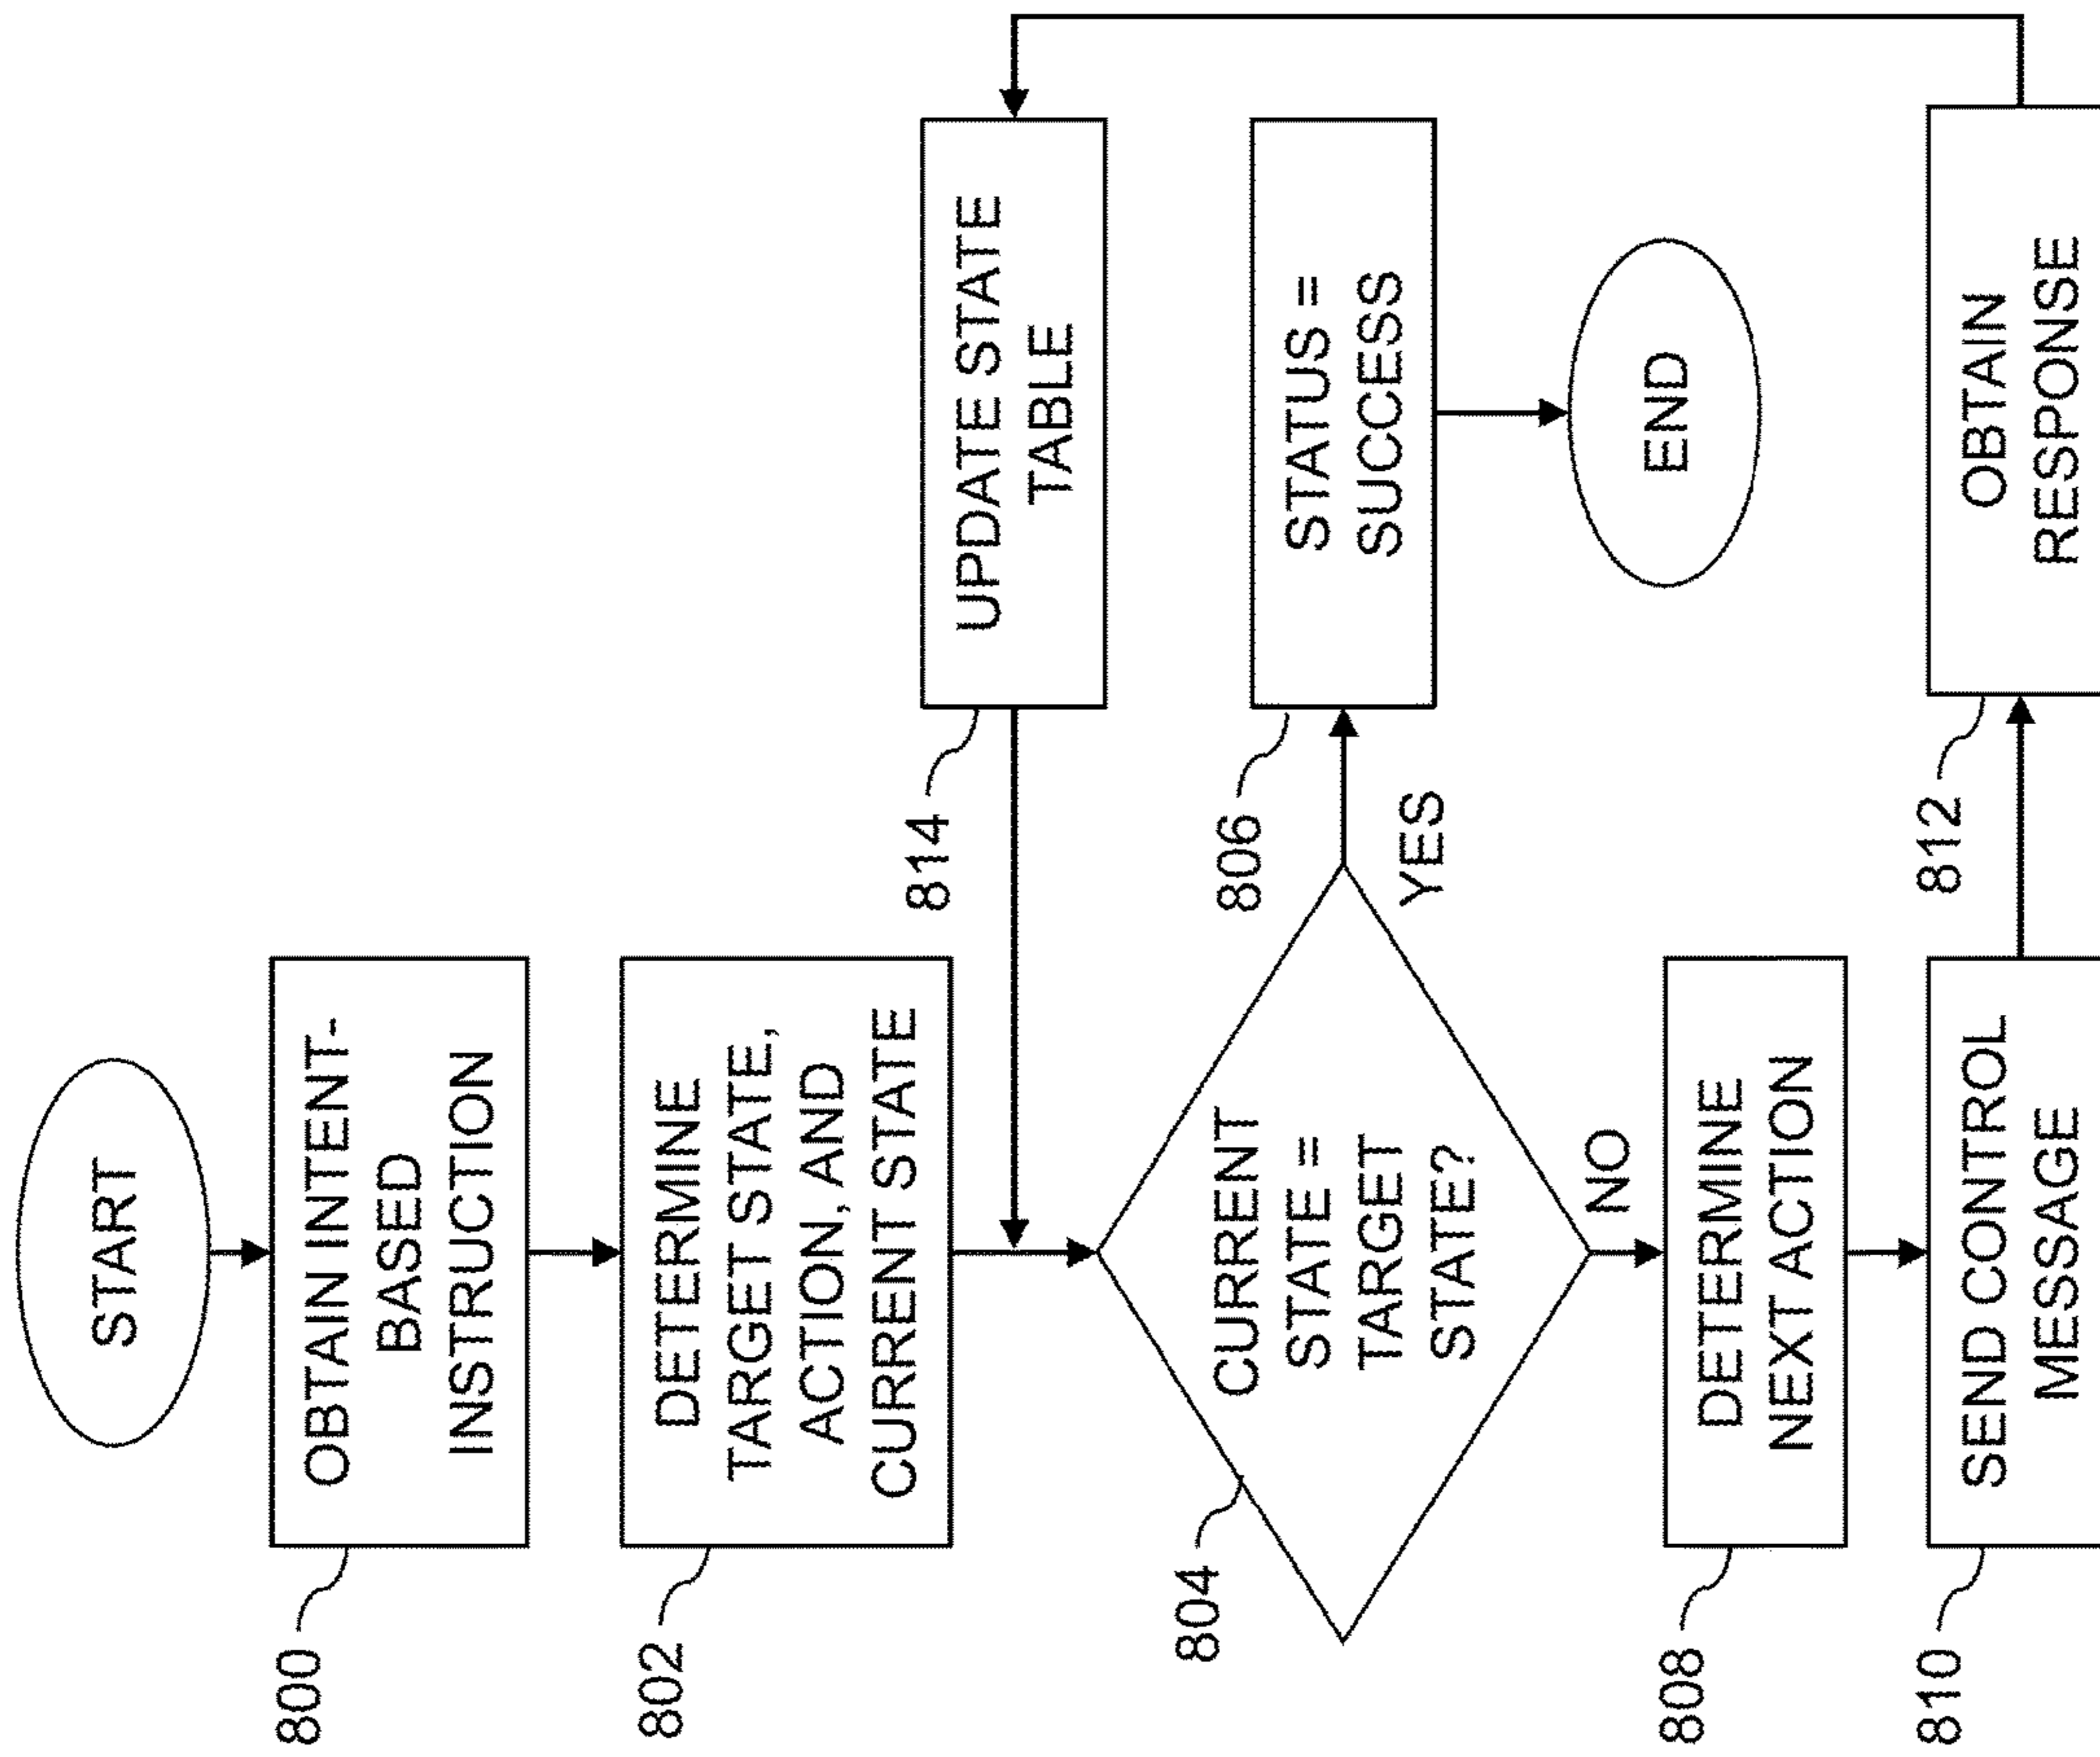 START
800
OBTAIN INTENT-
BASED
INSTRUCTION
802
DETERMINE
TARGET STATE,
ACTION, AND
CURRENT STATE
814
UPDATE STATE
TABLE
804
CURRENT
STATE =
TARGET
STATE?
YES
806
STATUS =
SUCCESS
END
NO
808
DETERMINE
NEXT ACTION
810
SEND CONTROL
MESSAGE
812
OBTAIN
RESPONSE